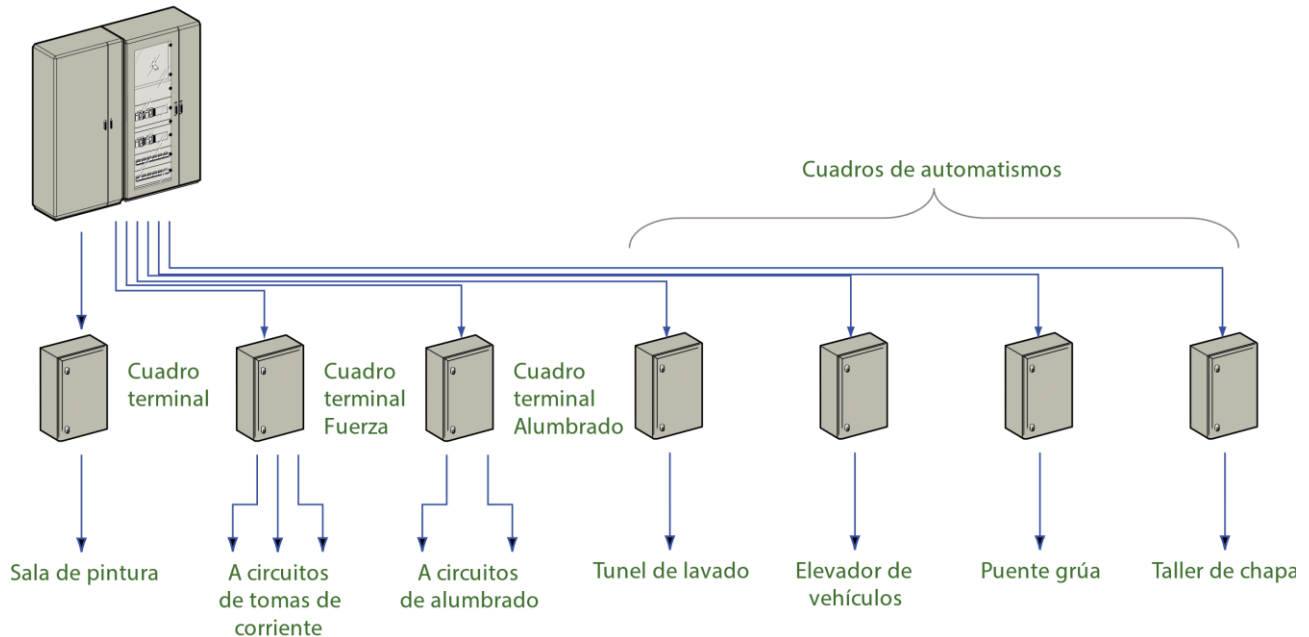 Cuadros de automatismos
Cuadro
terminal
Cuadro
terminal
Fuerza
Cuadro
terminal
Alumbrado
Sala de pintura
A circuitos
de tomas de
corriente
A circuitos
de alumbrado
Tunel de lavado
Elevador de
vehículos
Puente grúa
Taller de chapa